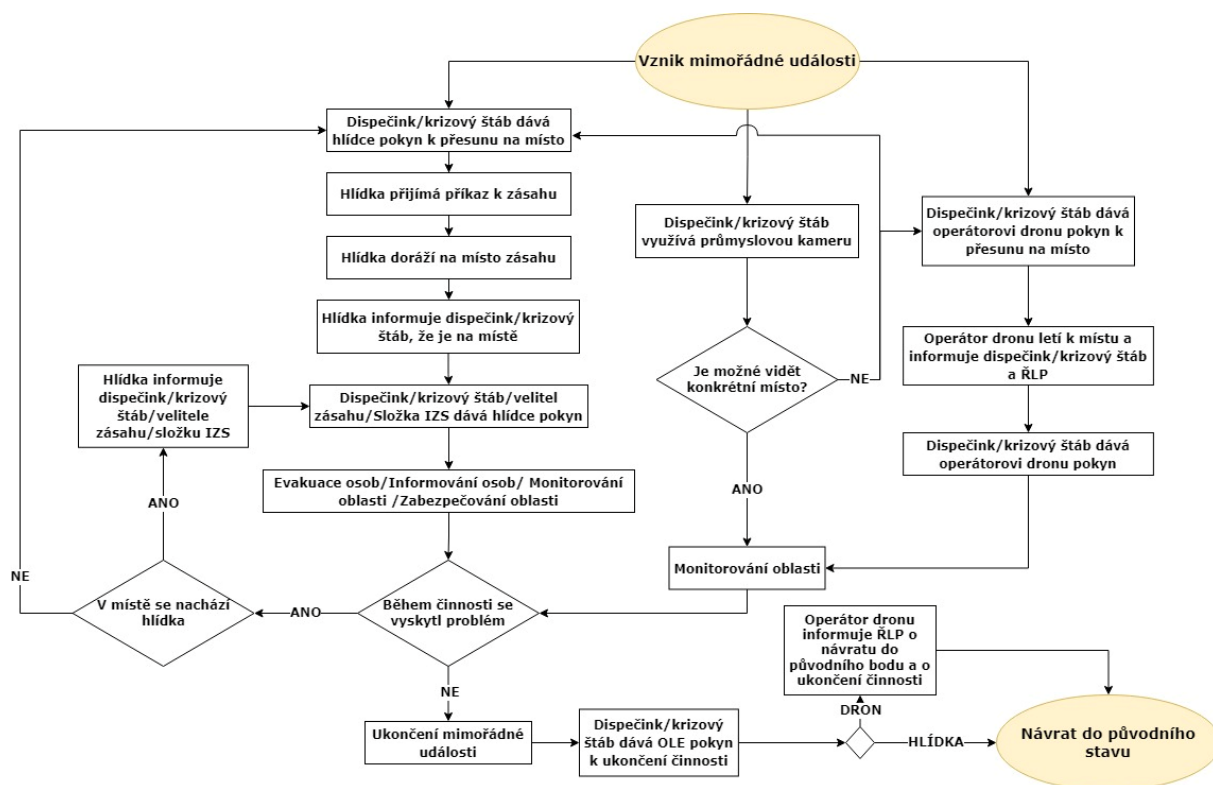 Vznik mimořádné události
Dispečink/krizový štáb dává
hlídce pokyn k přesunu na místo
Hlídka přijímá příkaz k zásahu
Hlídka doráží na místo zásahu
Hlídka informuje dispečink/krizový
štáb, že je na místě
Hlídka informuje
dispečink/krizový
štáb/velitele
zásahu/složku IZS
Dispečink/krizový štáb/velitel
zásahu/Složka IZS dává hlídce pokyn
Evakuace osob/Informování osob/ Monitorování
oblasti /Zabezpečování oblasti
ANO
NE
V místě se nachází
hlídka
ANO
Během činnosti se
vyskytl problém
NE
Dispečink/krizový štáb
využívá průmyslovou kameru
Je možné vidět
konkrétní místo?
NE
ANO
Monitorování oblasti
Dispečink/krizový štáb dává
operátorovi dronu pokyn k
přesunu na místo
Operátor dronu letí k místu a
informuje dispečink/krizový štáb
a ŘLP
Dispečink/krizový štáb dává
operátorovi dronu pokyn
Ukončení mimořádné
události
Dispečink/krizový
štáb dává OLE pokyn
k ukončení činnosti
Operátor dronu
informuje ŘLP o
návratu do
původního bodu a o
ukončení činnosti
DRON
HLÍDKA
Návrat do původního
stavu